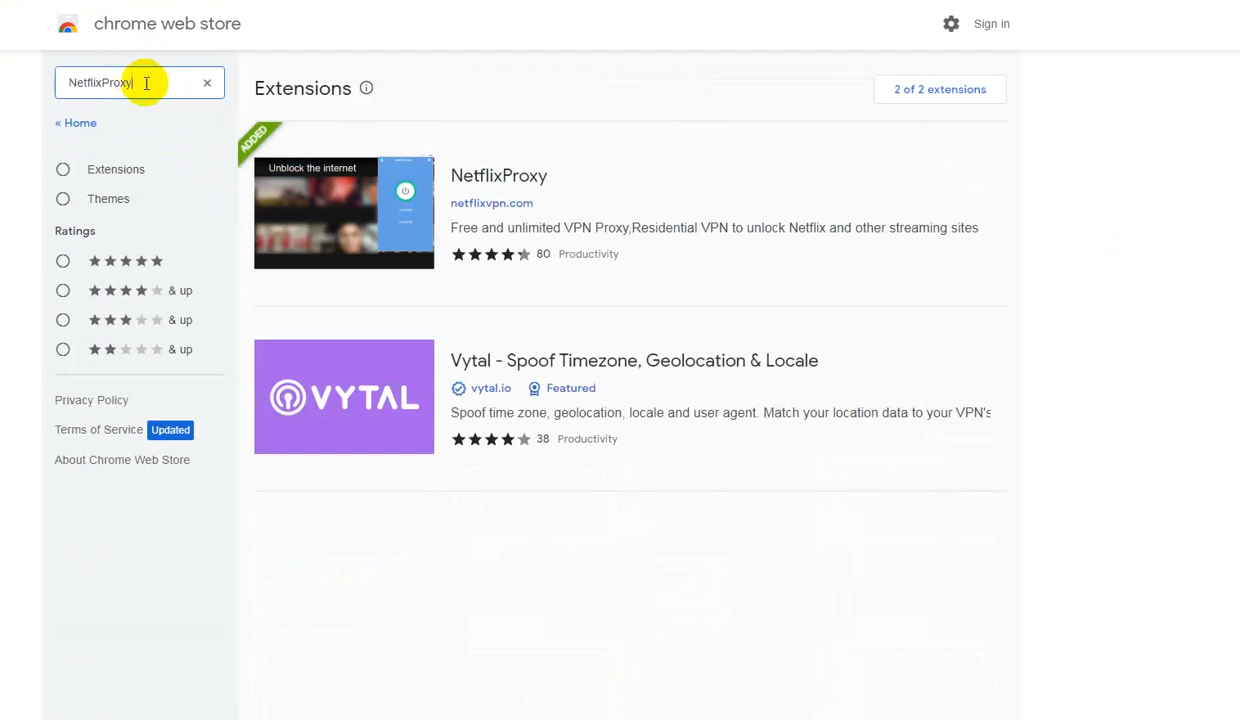 chrome web store
Sign in
NetflixProxy
« Home
Extensions
Themes
Ratings
& up
& up
& up
Privacy Policy
Terms of Service Updated
About Chrome Web Store
Extensions
2 of 2 extensions
ADDED
Unblock the internet
NetflixProxy
netflixvpn.com
Free and unlimited VPN Proxy,Residential VPN to unlock Netflix and other streaming sites
80 Productivity
VYTAL
Vytal - Spoof Timezone, Geolocation & Locale
vytal.io Featured
Spoof time zone, geolocation, locale and user agent. Match your location data to your VPN's
38 Productivity